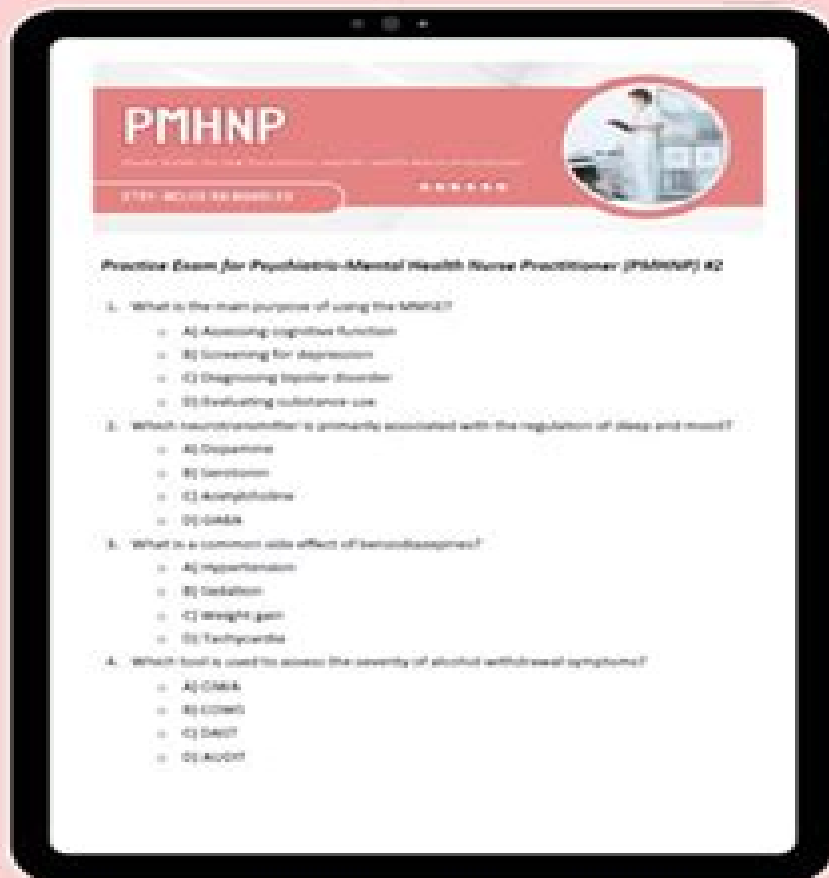 PMHNP
Practice Exam for Psychiatric-Mental Health Nurse Practitioner (PMHNP) #2
1. What is the main purpose of using the MMSE?
A) Assessing cognitive function
B) Screening for depression
C) Diagnosing bipolar disorder
D) Evaluating substance use
2. Which neurotransmitter is primarily associated with the regulation of sleep and mood?
A) Dopamine
B) Serotonin
C) Acetylcholine
D) GABA
3. What is a common side effect of benzodiazepines?
A) Hypertension
B) Sedation
C) Weight gain
D) Tachycardia
4. Which tool is used to assess the severity of alcohol withdrawal symptoms?
A) CIWA
B) COWS
C) DAST
D) AUDIT